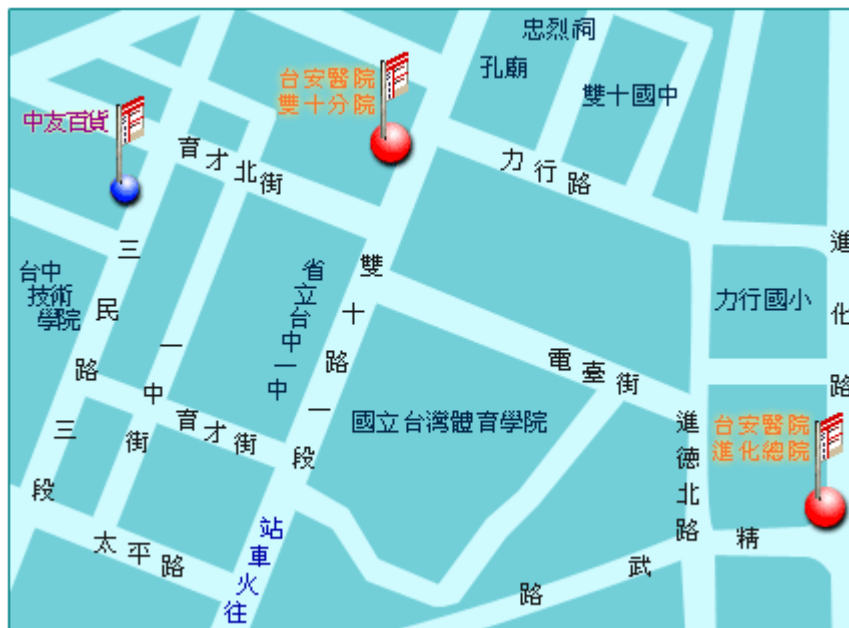 忠烈祠
孔廟
台安醫院
雙十分院
雙十國中
中友百貨
育才北街
力行路
進化路
台中
技術
學院
省立台中一中
力行國小
三民路三段
一中街
雙十路一段
電臺街
育才街
國立台灣體育學院
進德北路
台安醫院
進化總院
太平路
往火車站
精武路